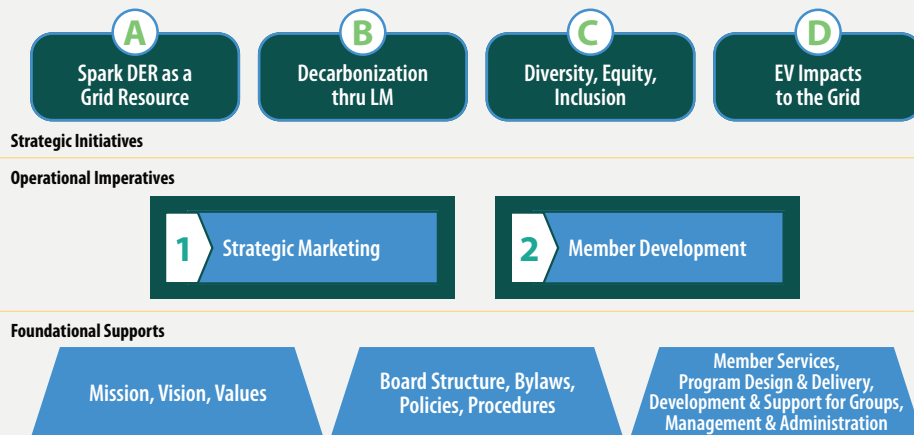 A
Spark DER as a
Grid Resource
B
Decarbonization
thru LM
C
Diversity, Equity,
Inclusion
D
EV Impacts
to the Grid
Strategic Initiatives
Operational Imperatives
1 Strategic Marketing
2 Member Development
Foundational Supports
Mission, Vision, Values
Board Structure, Bylaws,
Policies, Procedures
Member Services,
Program Design & Delivery,
Development & Support for Groups,
Management & Administration